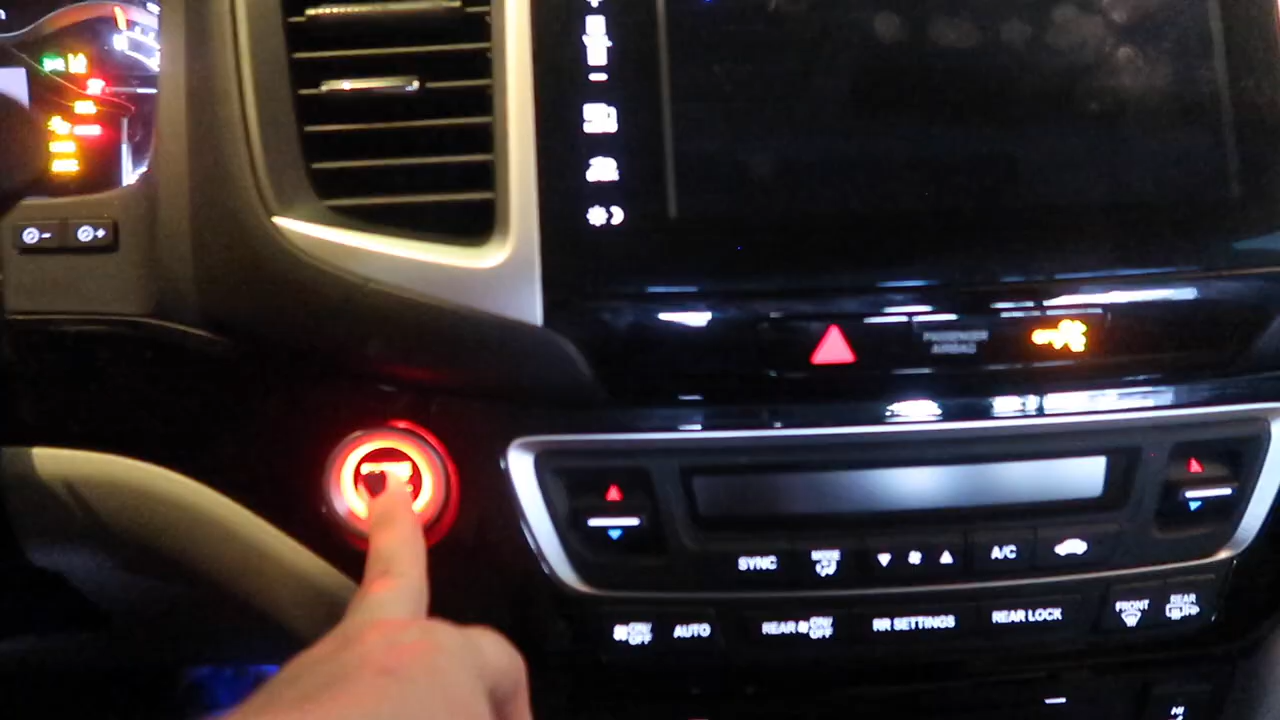 PASSENGER
AIRBAG
SYNC
MODE
A/C
ON/
OFF
AUTO
REAR
ON/
OFF
RR SETTINGS
REAR LOCK
FRONT
REAR